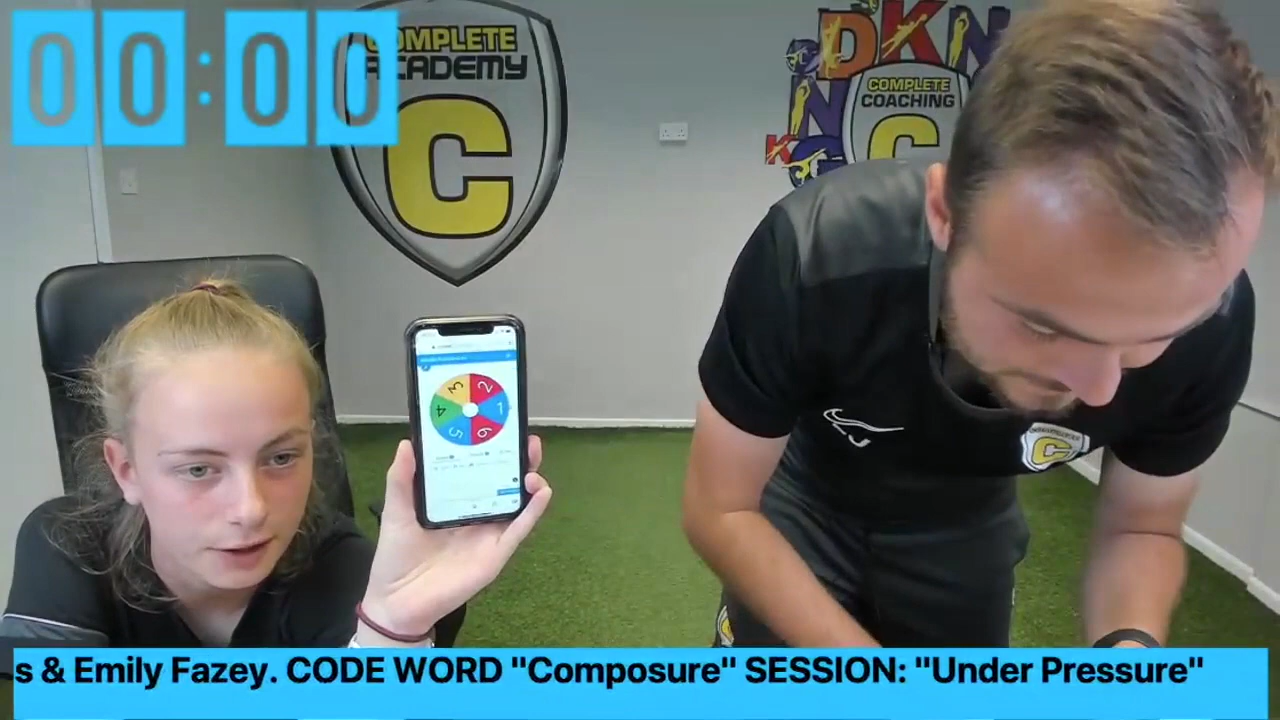 00:00
COMPLETE
ACADEMY
C
DKN
N
K G
COMPLETE
COACHING
C
3 2
4 1
5 6
C
s & Emily Fazey. CODE WORD "Composure" SESSION: "Under Pressure"